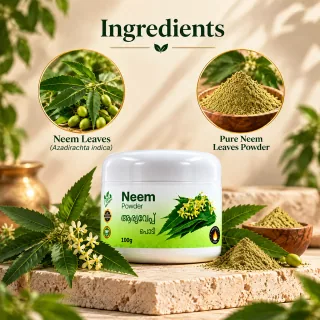 Ingredients
Neem Leaves
(Azadirachta indica)
Pure Neem
Leaves Powder
Neem
Powder
ആര്യവേപ്പ്
പൊടി
100g